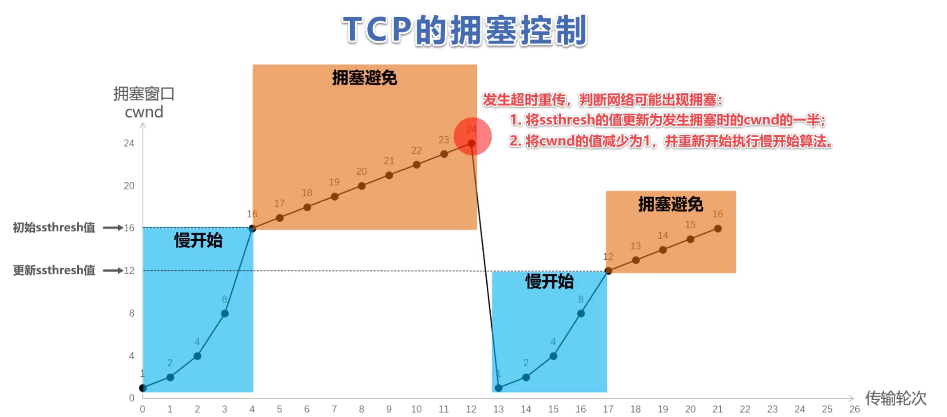 TCP的拥塞控制
拥塞避免
拥塞窗口
cwnd
发生超时重传，判断网络可能出现拥塞：
1. 将ssthresh的值更新为发生拥塞时的cwnd的一半；
2. 将cwnd的值减少为1，并重新开始执行慢开始算法。
24
20
初始ssthresh值
16
更新ssthresh值
12
8
4
0
慢开始
1
2
4
8
16
17
18
19
20
21
22
23
24
慢开始
1
2
4
8
拥塞避免
12
13
14
15
16
0 1 2 3 4 5 6 7 8 9 10 11 12 13 14 15 16 17 18 19 20 21 22 23 24 25 26
传输轮次